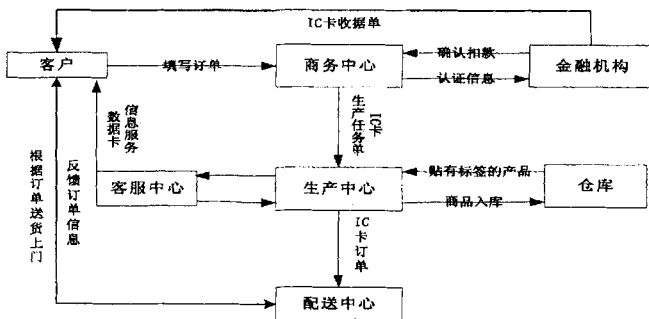 IC卡收据单
客户
填写订单
商务中心
确认扣款
认证信息
金融机构
信息服务
数据卡
IC卡
生产任务单
根据订单送货上门
反馈订单信息
客服中心
生产中心
贴有标签的产品
商品入库
仓库
IC卡订单
配送中心